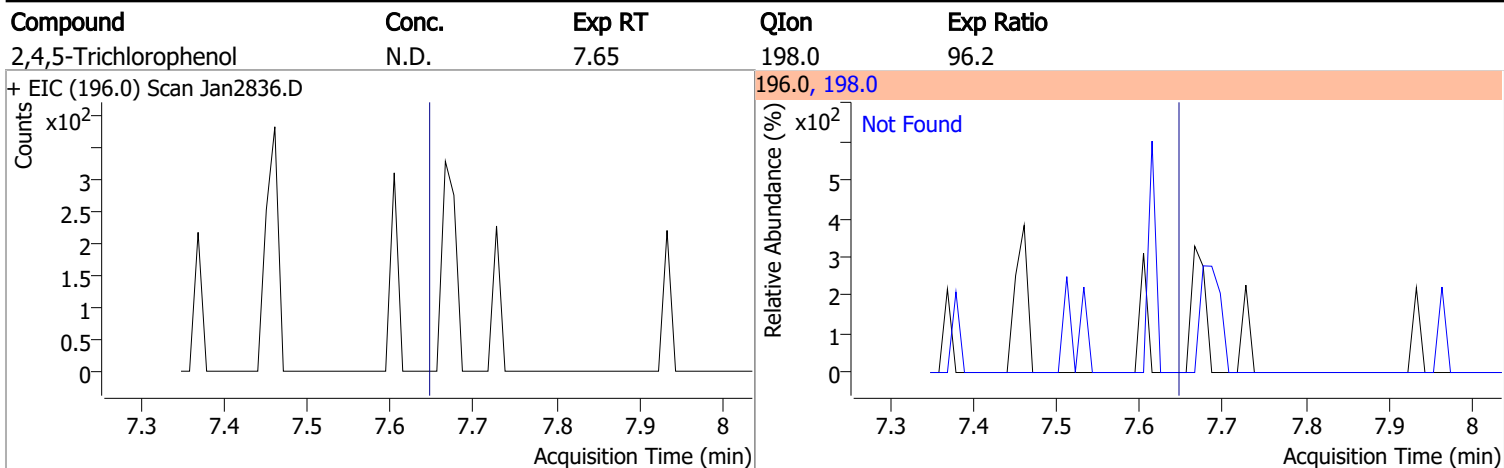 Compound Conc. Exp RT QIon Exp Ratio
2,4,5-Trichlorophenol N.D. 7.65 198.0 96.2
+ EIC (196.0) Scan Jan2836.D
Counts
x10²
3
2.5
2
1.5
1
0.5
0
7.3 7.4 7.5 7.6 7.7 7.8 7.9 8
Acquisition Time (min)
196.0, 198.0
Relative Abundance (%)
x10²
Not Found
5
4
3
2
1
0
7.3 7.4 7.5 7.6 7.7 7.8 7.9 8
Acquisition Time (min)